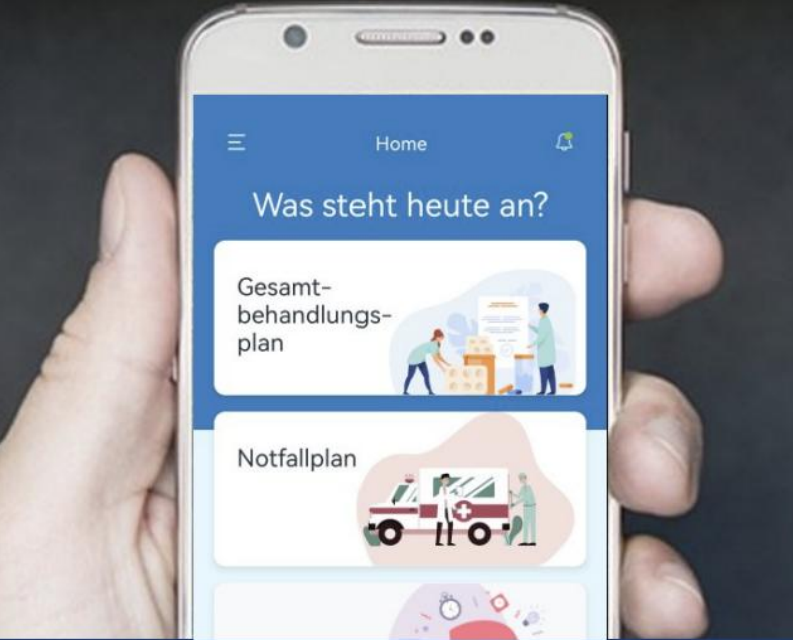 Home
Was steht heute an?
Gesamt-
behandlungs-
plan
Notfallplan